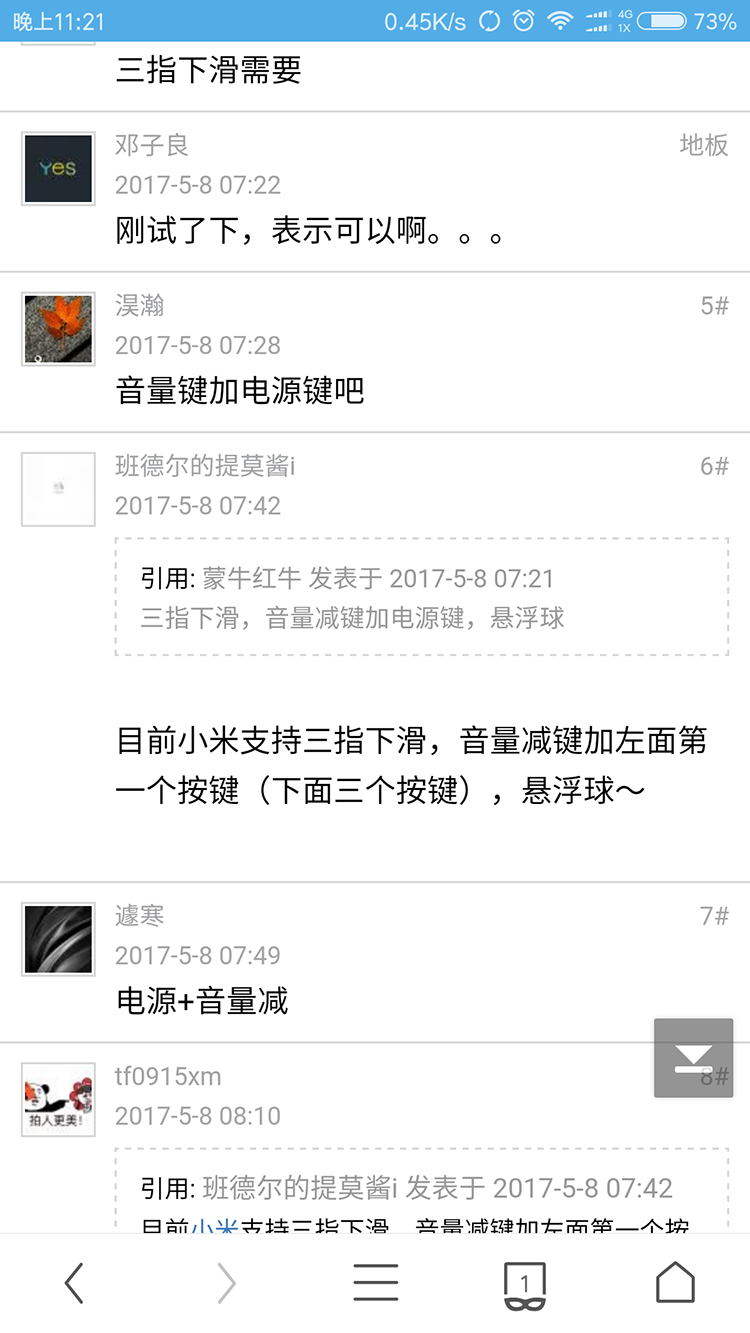 晚上11:21 0.45K/s 4G 1X 73%
三指下滑需要
Yes
邓子良 地板
2017-5-8 07:22
刚试了下，表示可以啊。。。
淏瀚 5#
2017-5-8 07:28
音量键加电源键吧
班德尔的提莫酱i 6#
2017-5-8 07:42
引用: 蒙牛红牛 发表于 2017-5-8 07:21
三指下滑，音量减键加电源键，悬浮球
目前小米支持三指下滑，音量减键加左面第
一个按键（下面三个按键），悬浮球～
遽寒 7#
2017-5-8 07:49
电源+音量减
tf0915xm 8#
2017-5-8 08:10
拍人更美!
引用: 班德尔的提莫酱i 发表于 2017-5-8 07:42
目前小米支持三指下滑，音量减键加左面第一个按
1